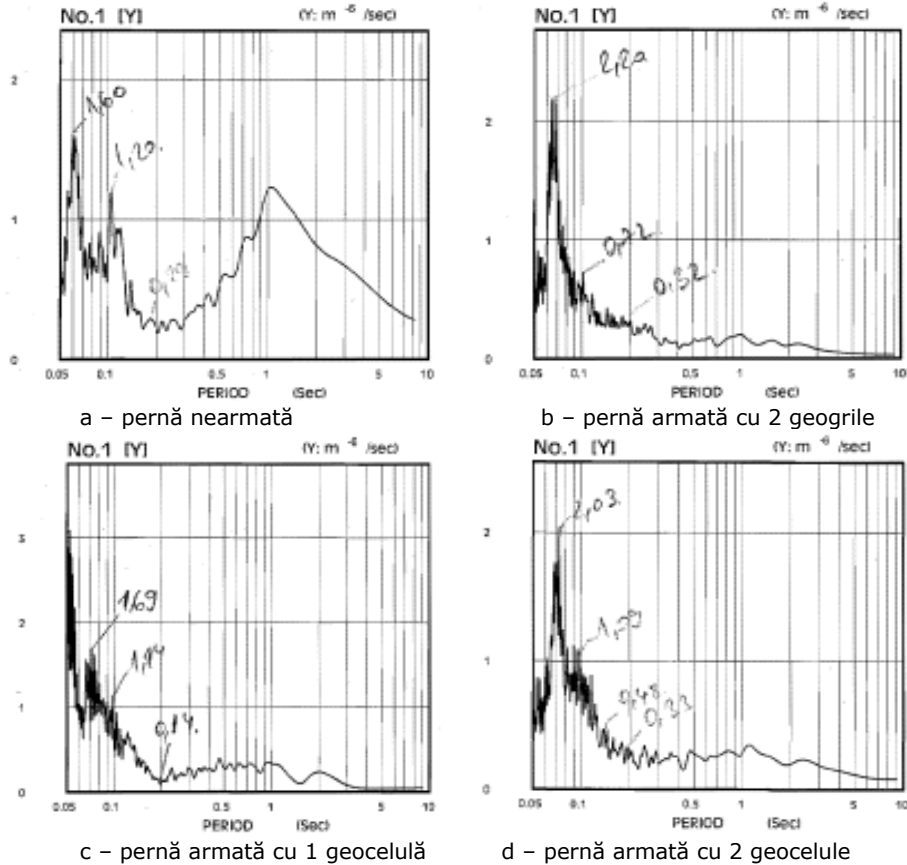 No.1 [Y] (Y: m -6 /sec)
2
1
0
1,60
1,20.
0.05 0.1 0.5 1 5 10
PERIOD (Sec)
a – pernă nearmată
No.1 [Y] (Y: m -6 /sec)
2
1
0
2,20
0,72.
0,32.
0.05 0,1 0.5 1 5 10
PERIOD (Sec)
b – pernă armată cu 2 geogrile
No.1 [Y] (Y: m -6 /sec)
3
2
1
0
1,69
1,14
0,14.
0.05 0.1 0.5 1 5 10
PERIOD (Sec)
c – pernă armată cu 1 geocelulă
No.1 [Y] (Y: m -6 /sec)
2
1
0
2,03.
1,09
0,48.
0,33.
0.05 0.1 0.5 1 5 10
PERIOD (Sec)
d – pernă armată cu 2 geocelule